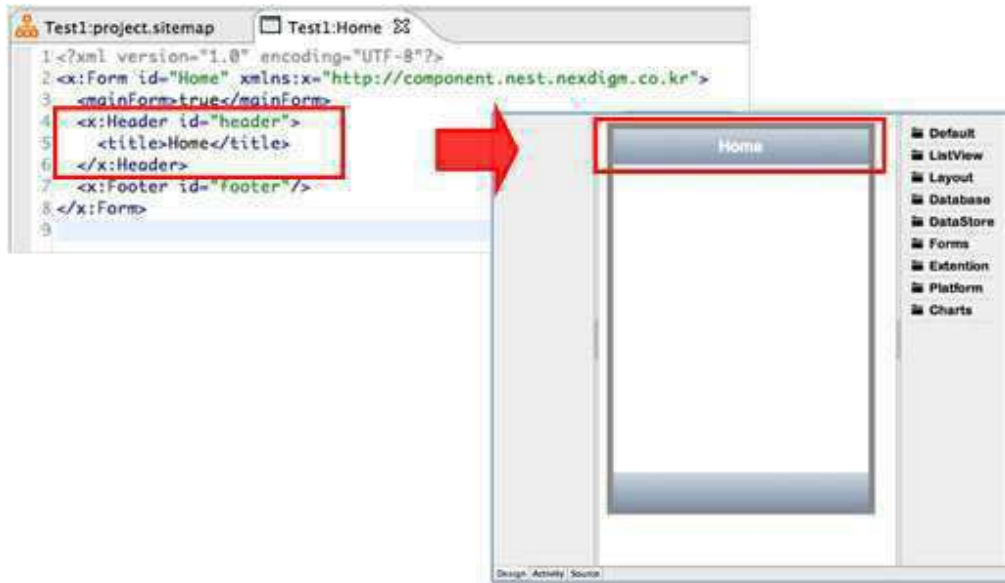 Test1:project.sitemap
Test1:Home
1 <?xml version="1.0" encoding="UTF-8"?>
2 <x:Form id="Home" xmlns:x="http://component.nest.nexdigm.co.kr">
3 <mainForm>true</mainForm>
4 <x:Header id="header">
5 <title>Home</title>
6 </x:Header>
7 <x:Footer id="footer"/>
8 </x:Form>
9
Home
Default
ListView
Layout
Database
DataStore
Forms
Extention
Platform
Charts
Design Activity Source